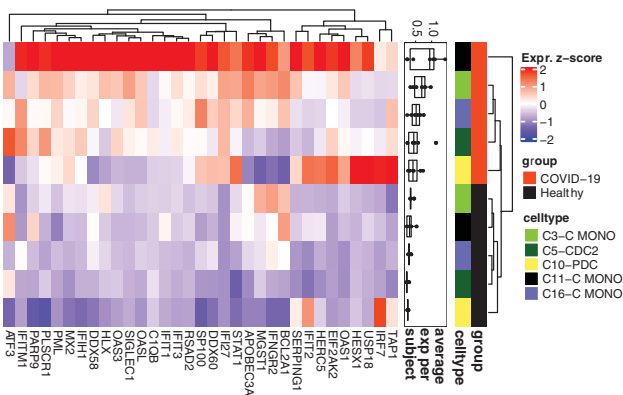 0.5
1.0
Expr. z-score
2
1
0
−1
−2
group
COVID−19
Healthy
celltype
C3−C MONO
C5−CDC2
C10−PDC
C11−C MONO
C16−C MONO
ATF3
IFITM1
PARP9
PLSCR1
PML
MX2
IFIH1
DDX58
HLX
OAS3
SIGLEC1
OASL
C1QB
IFIT1
IFIT3
RSAD2
SP100
DDX60
IFI27
STAT1
APOBEC3A
MGST1
IFNGR2
BCL2A1
SERPING1
IFIT2
HERC5
EIF2AK2
OAS1
HESX1
USP18
IRF7
TAP1
average
exp per
subject
celltype
group